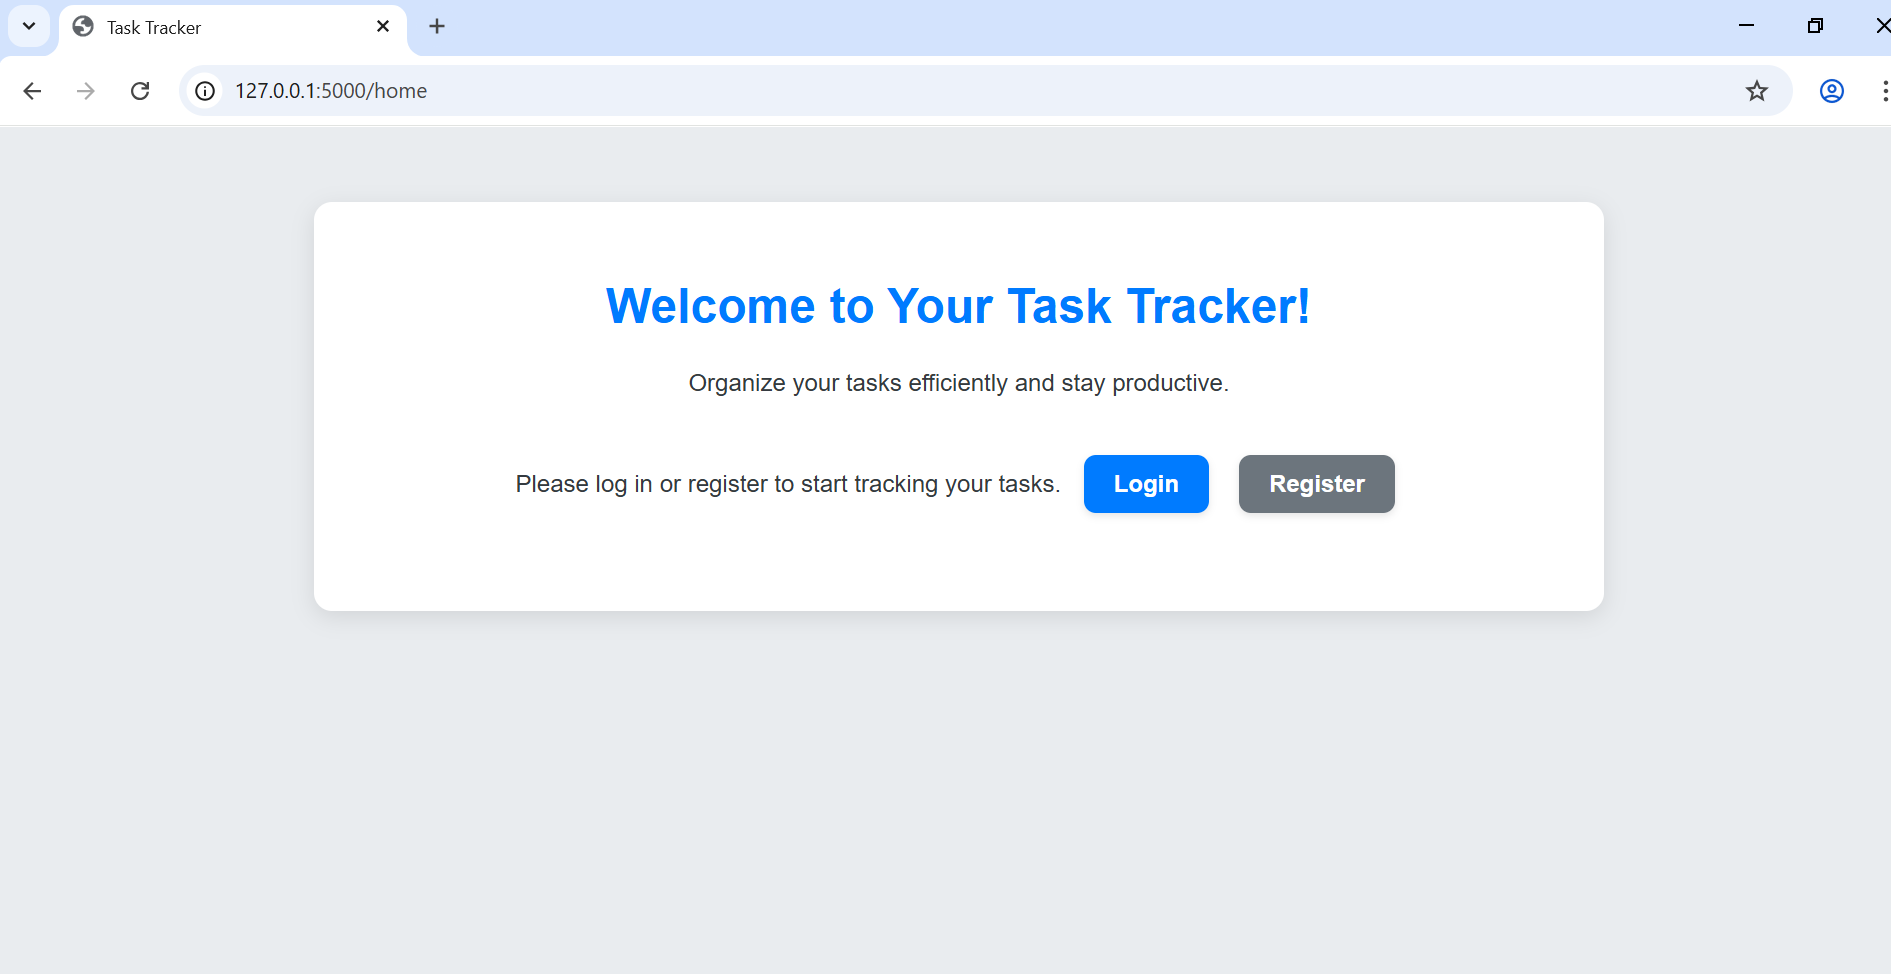 Task Tracker
127.0.0.1:5000/home
Welcome to Your Task Tracker!
Organize your tasks efficiently and stay productive.
Please log in or register to start tracking your tasks. Login Register